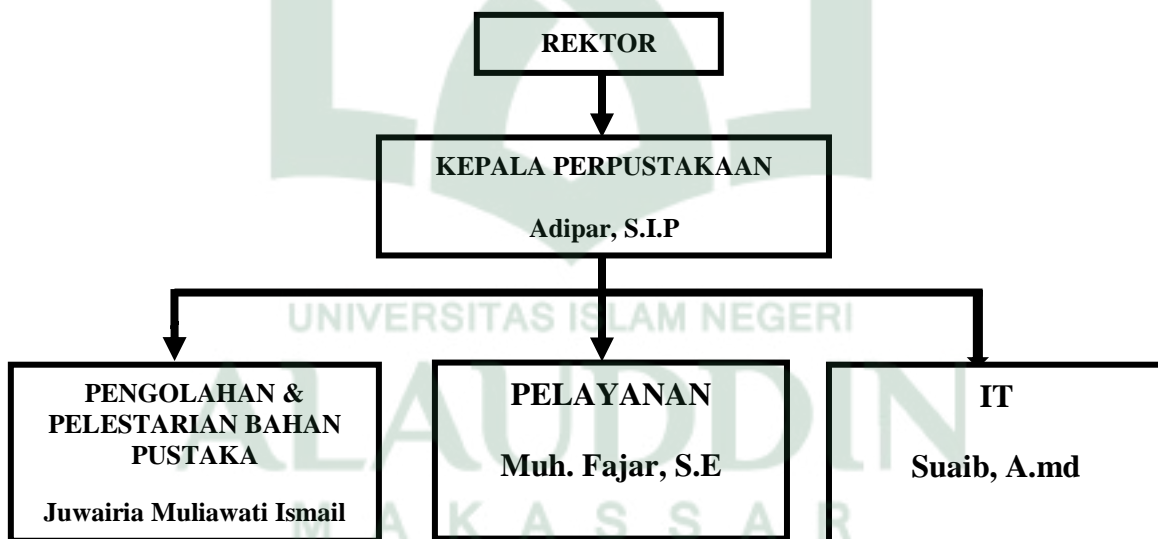 REKTOR
KEPALA PERPUSTAKAAN
Adipar, S.I.P
UNIVERSITAS ISLAM NEGERI
ALAUDDIN
MAKASSAR
PENGOLAHAN &
PELESTARIAN BAHAN
PUSTAKA
Juwairia Muliawati Ismail
PELAYANAN
Muh. Fajar, S.E
IT
Suaib, A.md